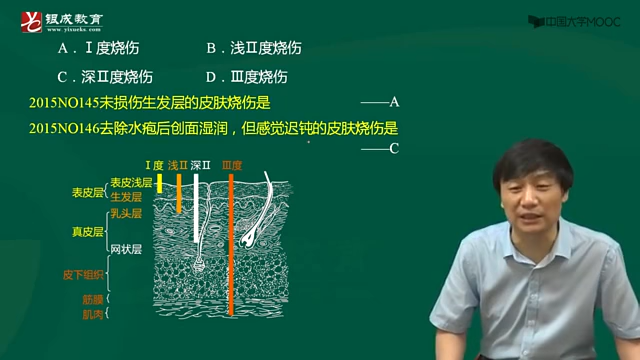 银成教育
www.yixueks.com
中国大学MOOC
A．Ⅰ度烧伤 B．浅Ⅱ度烧伤
C．深Ⅱ度烧伤 D．Ⅲ度烧伤
2015NO145未损伤生发层的皮肤烧伤是 ——A
2015NO146去除水疱后创面湿润，但感觉迟钝的皮肤烧伤是
——C
Ⅰ度 浅Ⅱ 深Ⅱ Ⅲ度
表皮层
表皮浅层
生发层
真皮层
乳头层
网状层
皮下组织
筋膜
肌肉